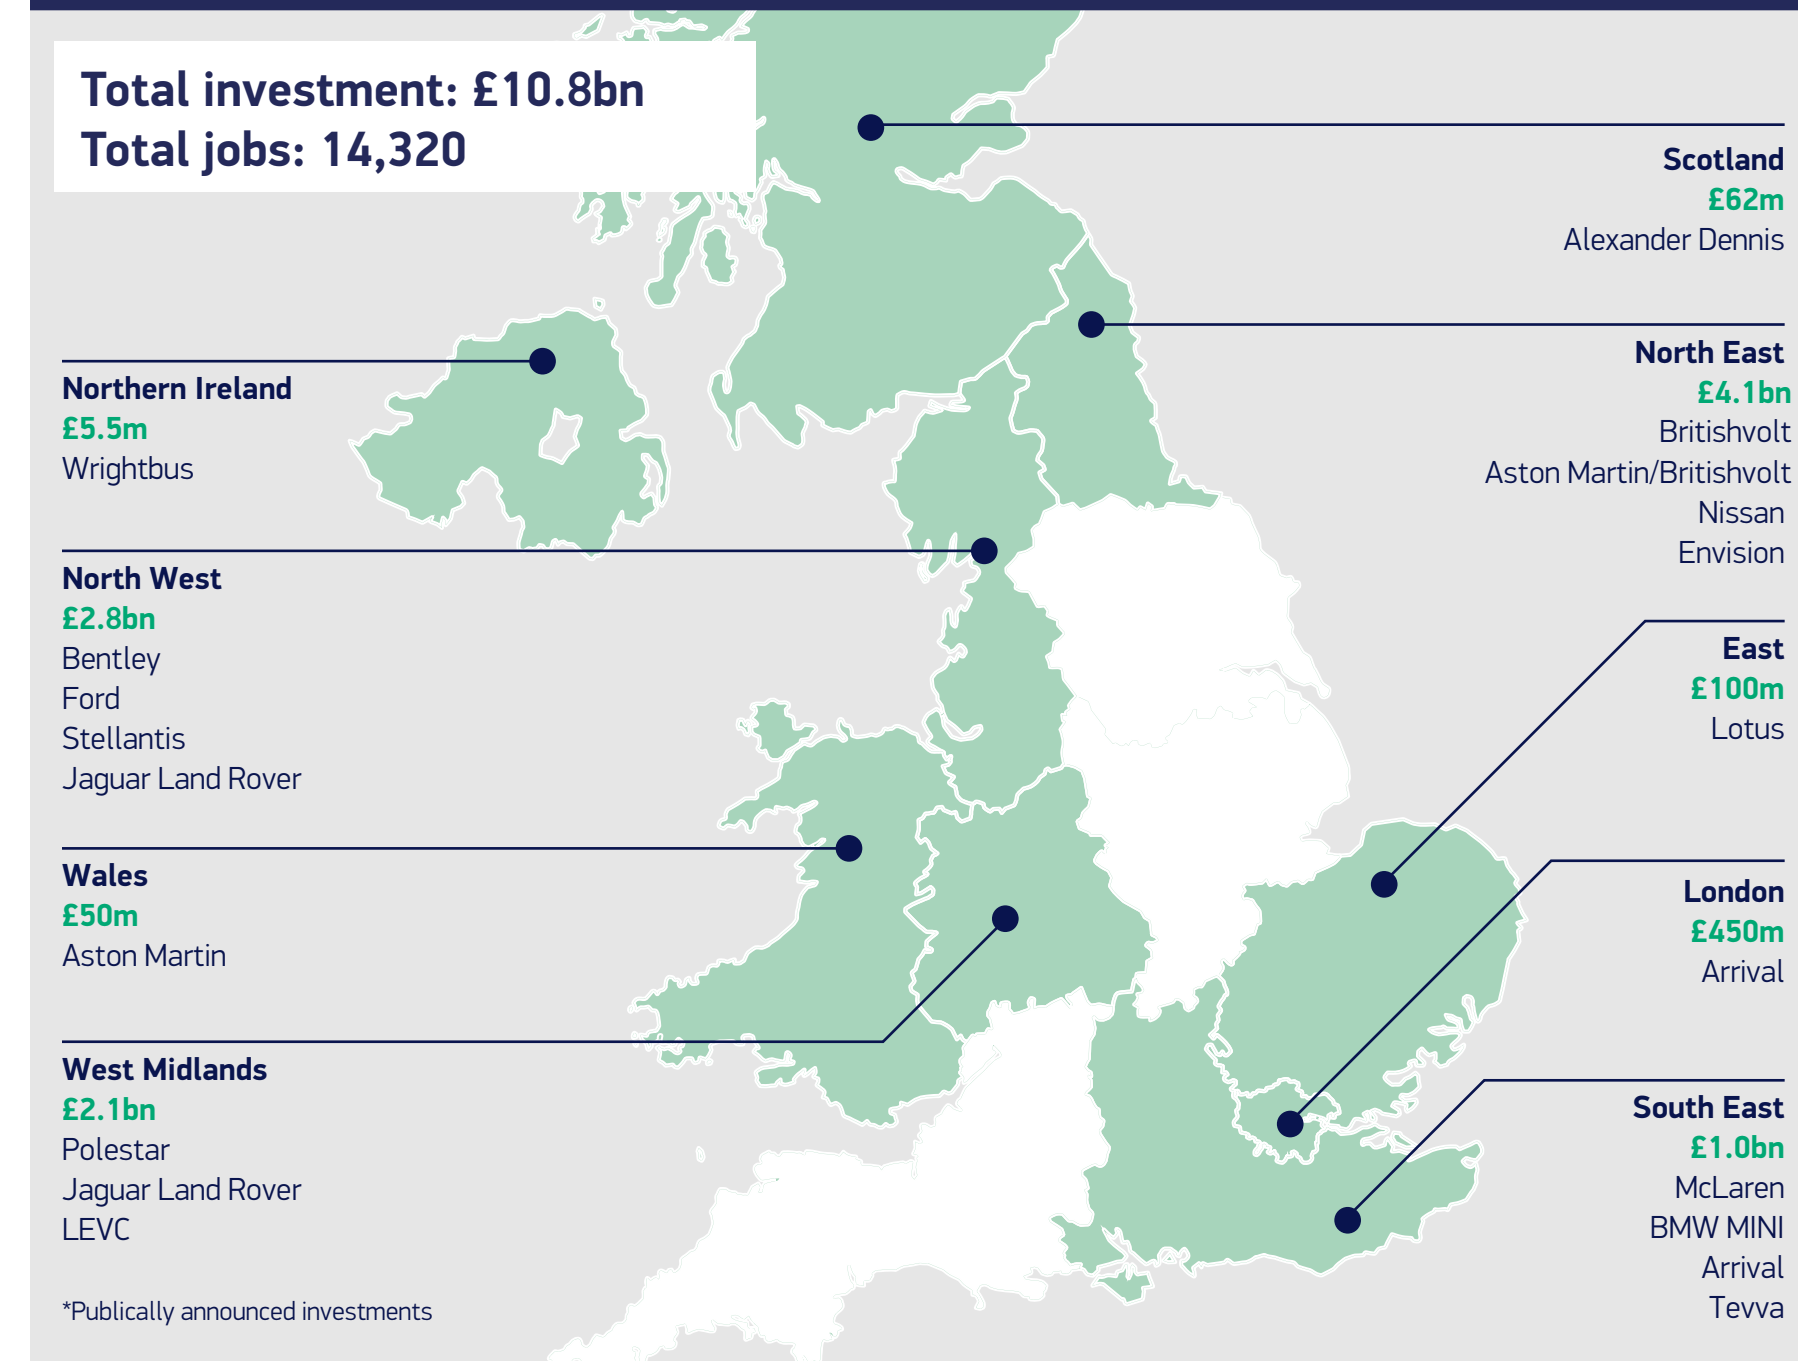 Total investment: £10.8bn
Total jobs: 14,320
Northern Ireland
£5.5m
Wrightbus
North West
£2.8bn
Bentley
Ford
Stellantis
Jaguar Land Rover
Wales
£50m
Aston Martin
West Midlands
£2.1bn
Polestar
Jaguar Land Rover
LEVC
*Publically announced investments
Scotland
£62m
Alexander Dennis
North East
£4.1bn
Britishvolt
Aston Martin/Britishvolt
Nissan
Envision
East
£100m
Lotus
London
£450m
Arrival
South East
£1.0bn
McLaren
BMW MINI
Arrival
Tevva